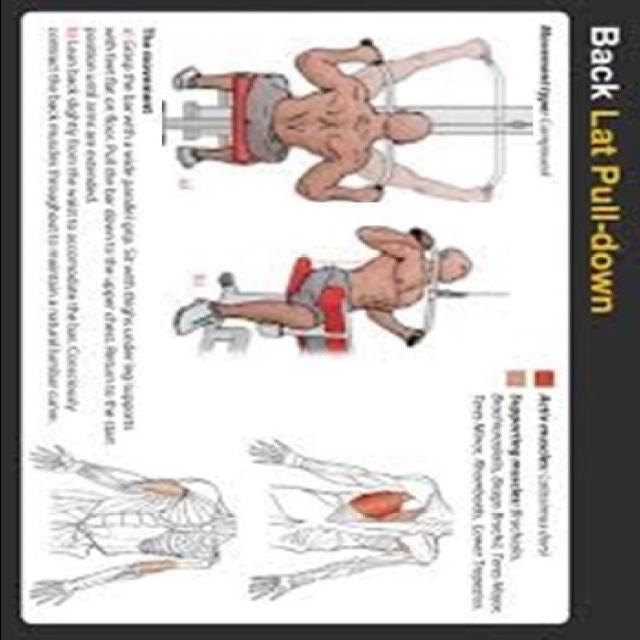 Back Lat Pull-down
Movement type: Compound
Active muscles: Latissimus dorsi
Supporting muscles: Brachialis,
Brachioradialis, Biceps Brachii, Teres Major,
Teres Minor, Rhomboids, Lower Trapezius.
a)
b)
The movement
a) Grasp the bar with a wide parallel grip. Sit with thighs under leg supports
with feet flat on floor. Pull the bar down to the upper chest. Return to the start
position until arms are extended.
b) Lean back slightly from the waist to accomodate the bar. Consciously
contract the back muscles throughout to maintain a natural lumbar curve.